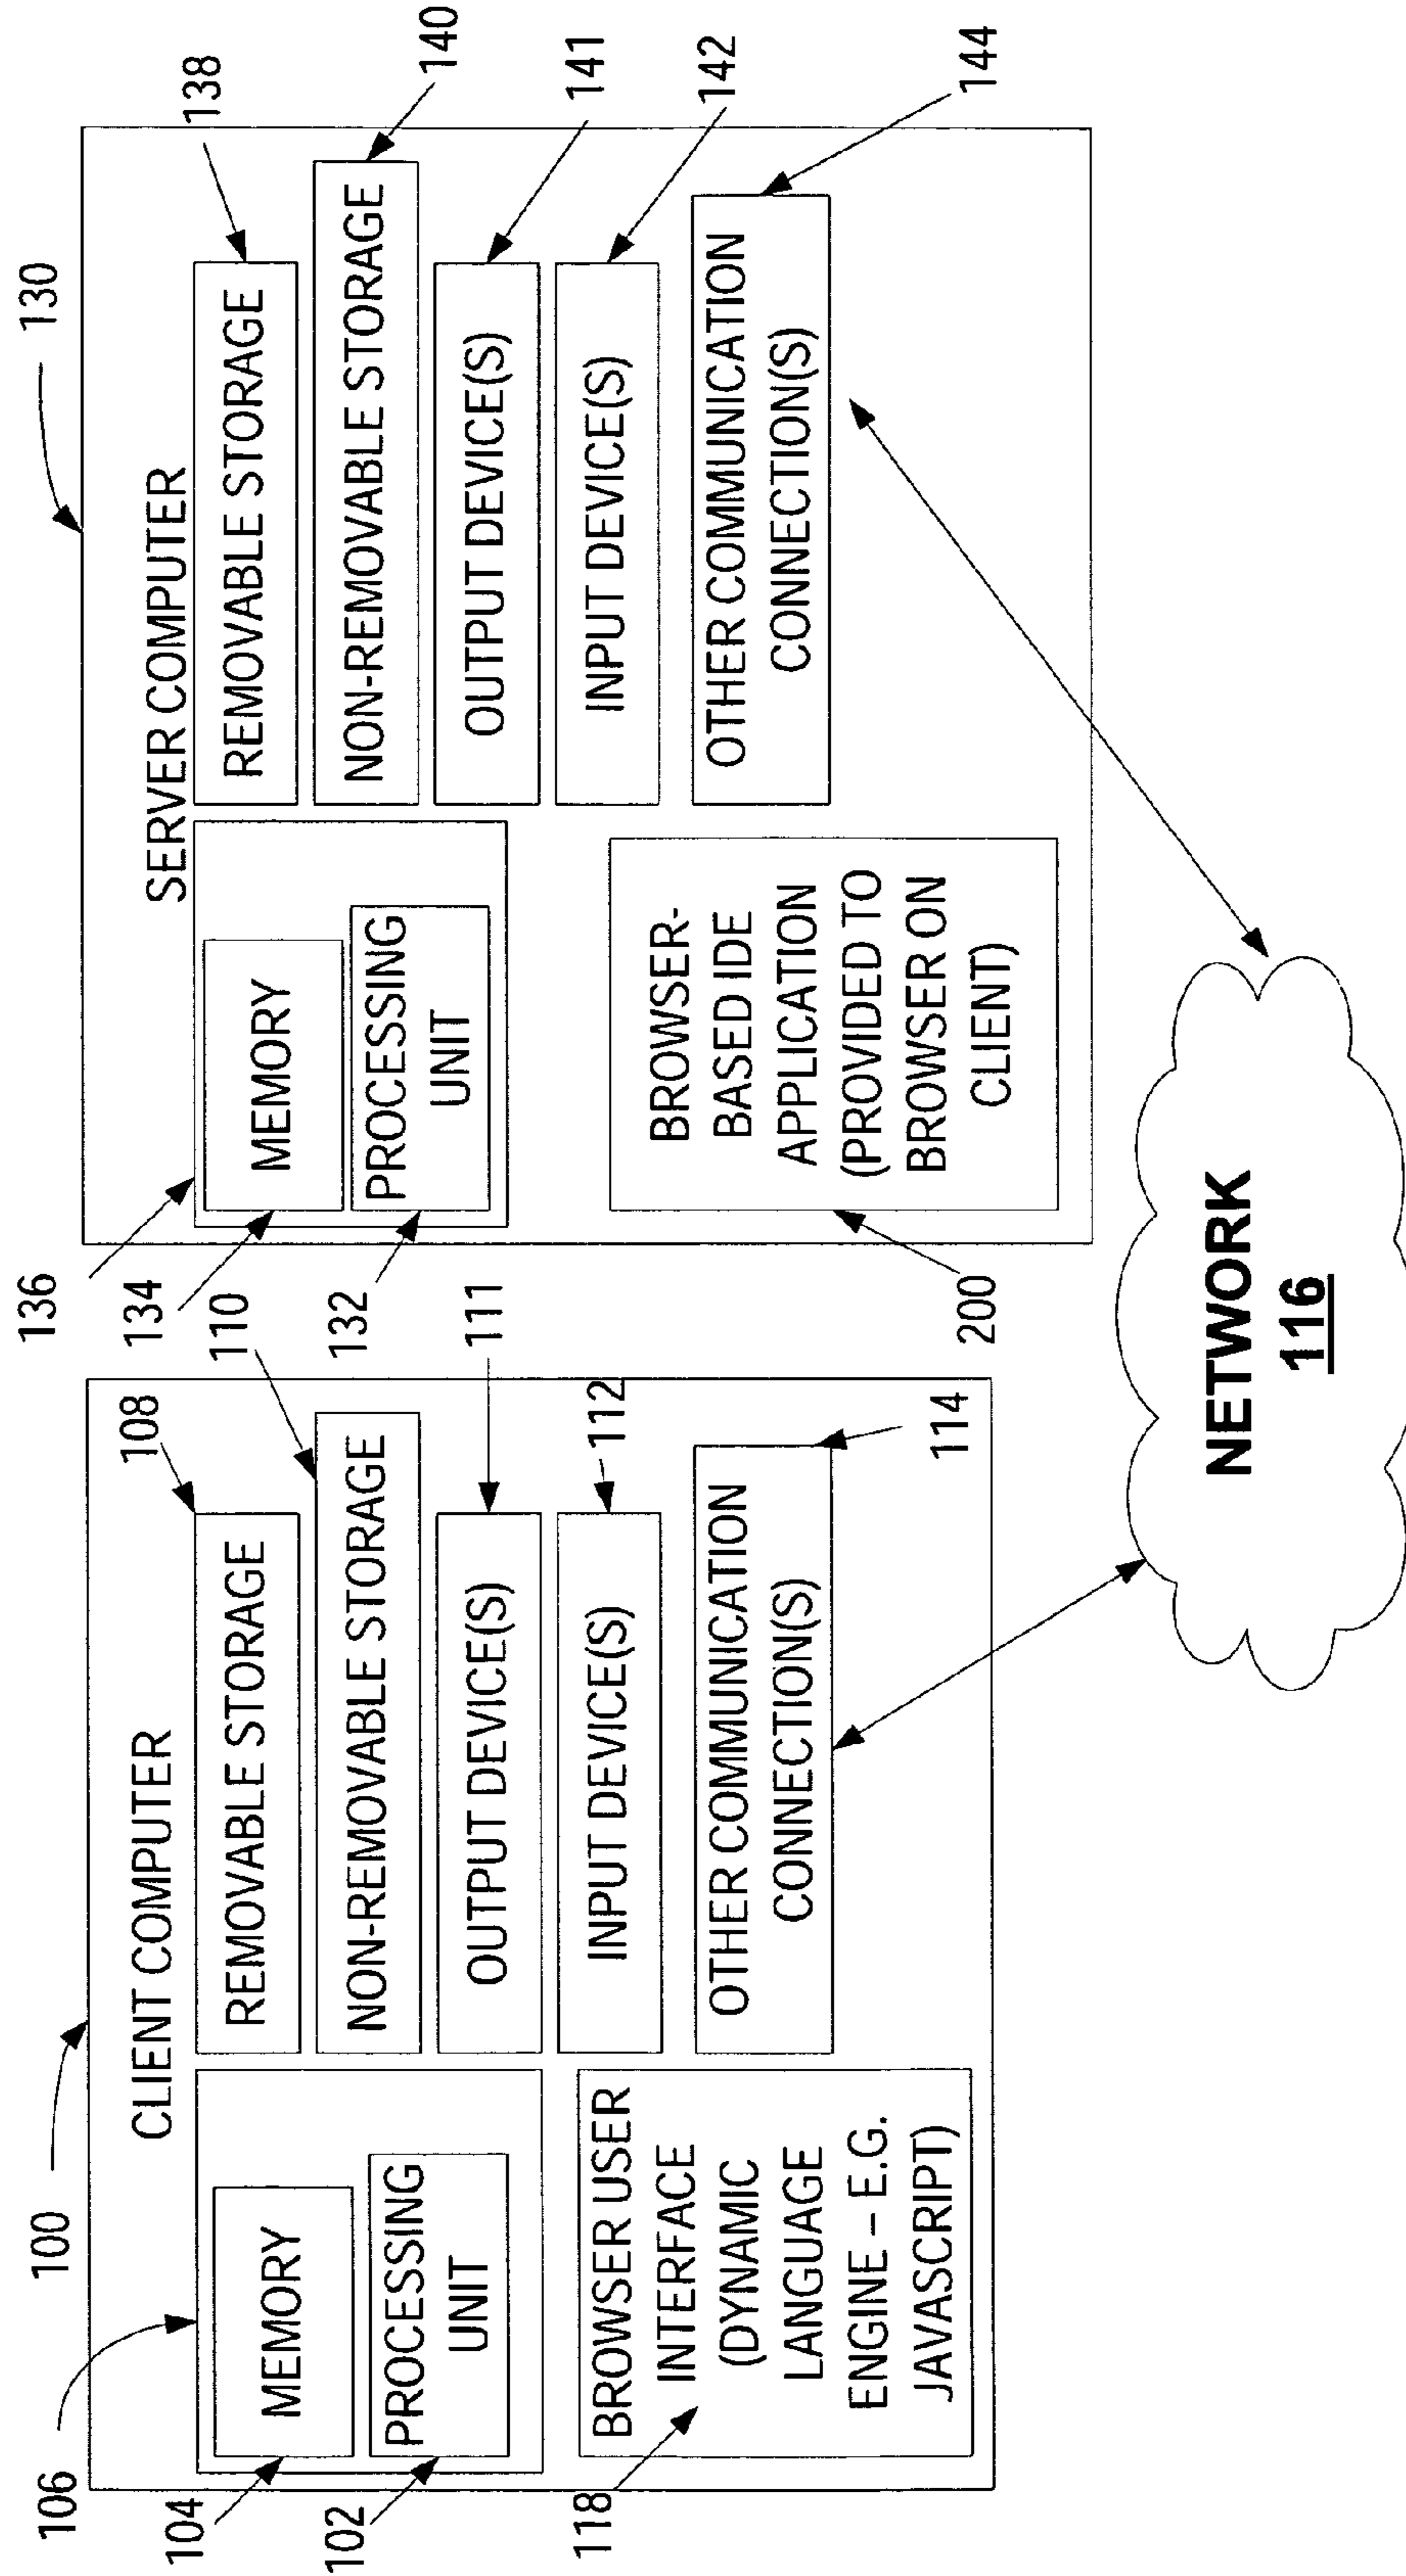 100
CLIENT COMPUTER
106
104
MEMORY
102
PROCESSING
UNIT
108
REMOVABLE STORAGE
110
NON-REMOVABLE STORAGE
111
OUTPUT DEVICE(S)
112
INPUT DEVICE(S)
114
OTHER COMMUNICATION
CONNECTION(S)
118
BROWSER USER
INTERFACE
(DYNAMIC
LANGUAGE
ENGINE – E.G.
JAVASCRIPT)
130
SERVER COMPUTER
136
134
MEMORY
132
PROCESSING
UNIT
138
REMOVABLE STORAGE
140
NON-REMOVABLE STORAGE
141
OUTPUT DEVICE(S)
142
INPUT DEVICE(S)
144
OTHER COMMUNICATION
CONNECTION(S)
200
BROWSER-
BASED IDE
APPLICATION
(PROVIDED TO
BROWSER ON
CLIENT)
NETWORK
116